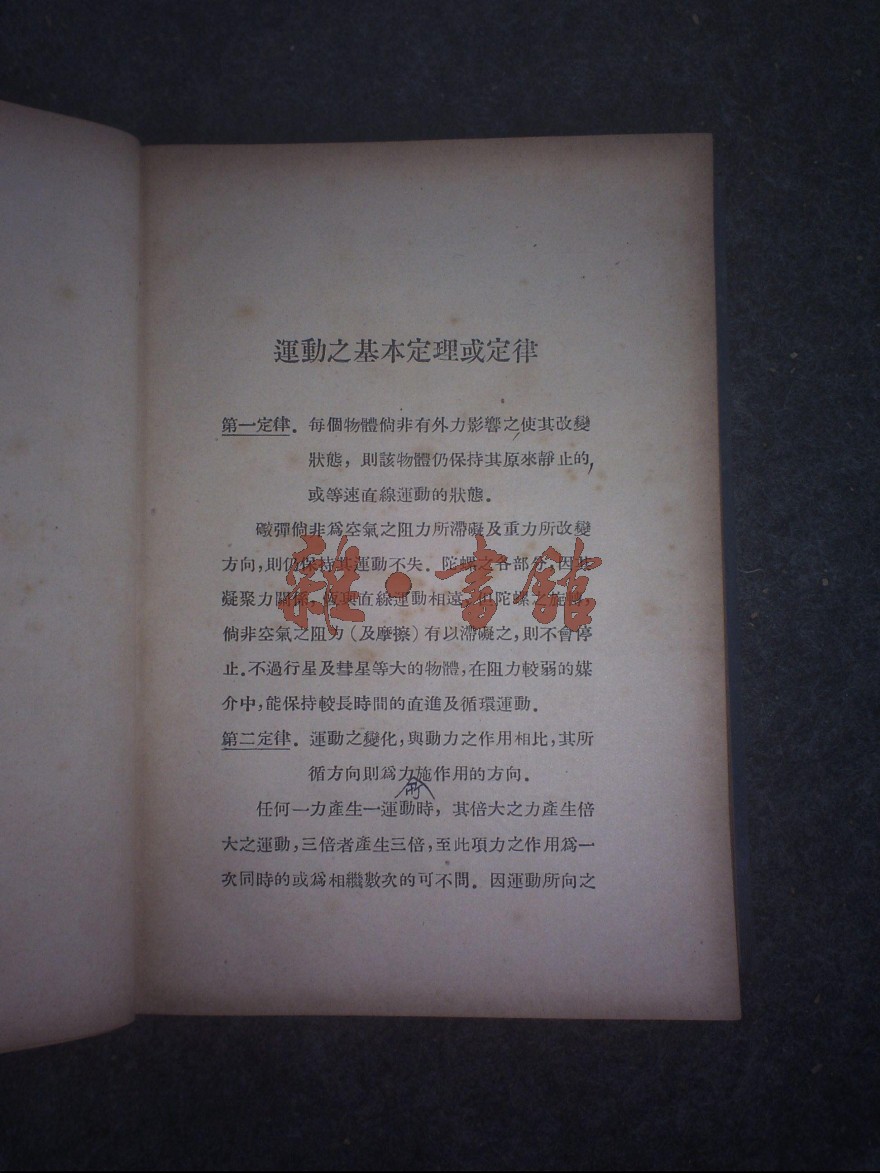 運動之基本定理或定律
第一定律．每個物體倘非有外力影響之使其改變
狀態，則該物體仍保持其原來靜止的，
或等速直線運動的狀態．
礮彈倘非爲空氣之阻力所滯礙及重力所改變
方向，則仍保持其運動不失．陀螺之各部分，因其
凝聚力關係，恆與直線運動相遠，但陀螺之旋轉，
倘非空氣之阻力（及摩擦）有以滯礙之，則不會停
止．不過行星及彗星等大的物體，在阻力較弱的媒
介中，能保持較長時間的直進及循環運動．
第二定律．運動之變化，與動力之作用相比，其所
循方向則爲力施作用的方向．
所
任何一力產生一運動時，其倍大之力產生倍
大之運動，三倍者產生三倍，至此項力之作用爲一
次同時的或爲相繼數次的可不問．因運動所向之
雜·書館